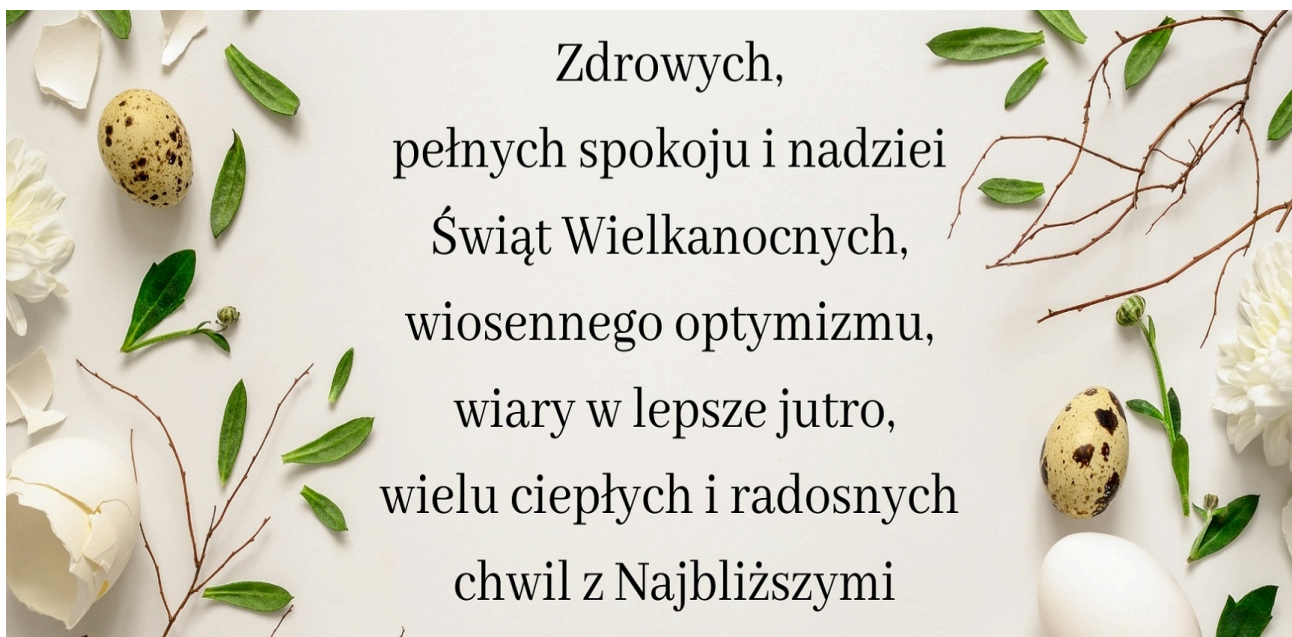 Zdrowych,
pełnych spokoju i nadziei
Świąt Wielkanocnych,
wiosennego optymizmu,
wiary w lepsze jutro,
wielu ciepłych i radosnych
chwil z Najbliższymi